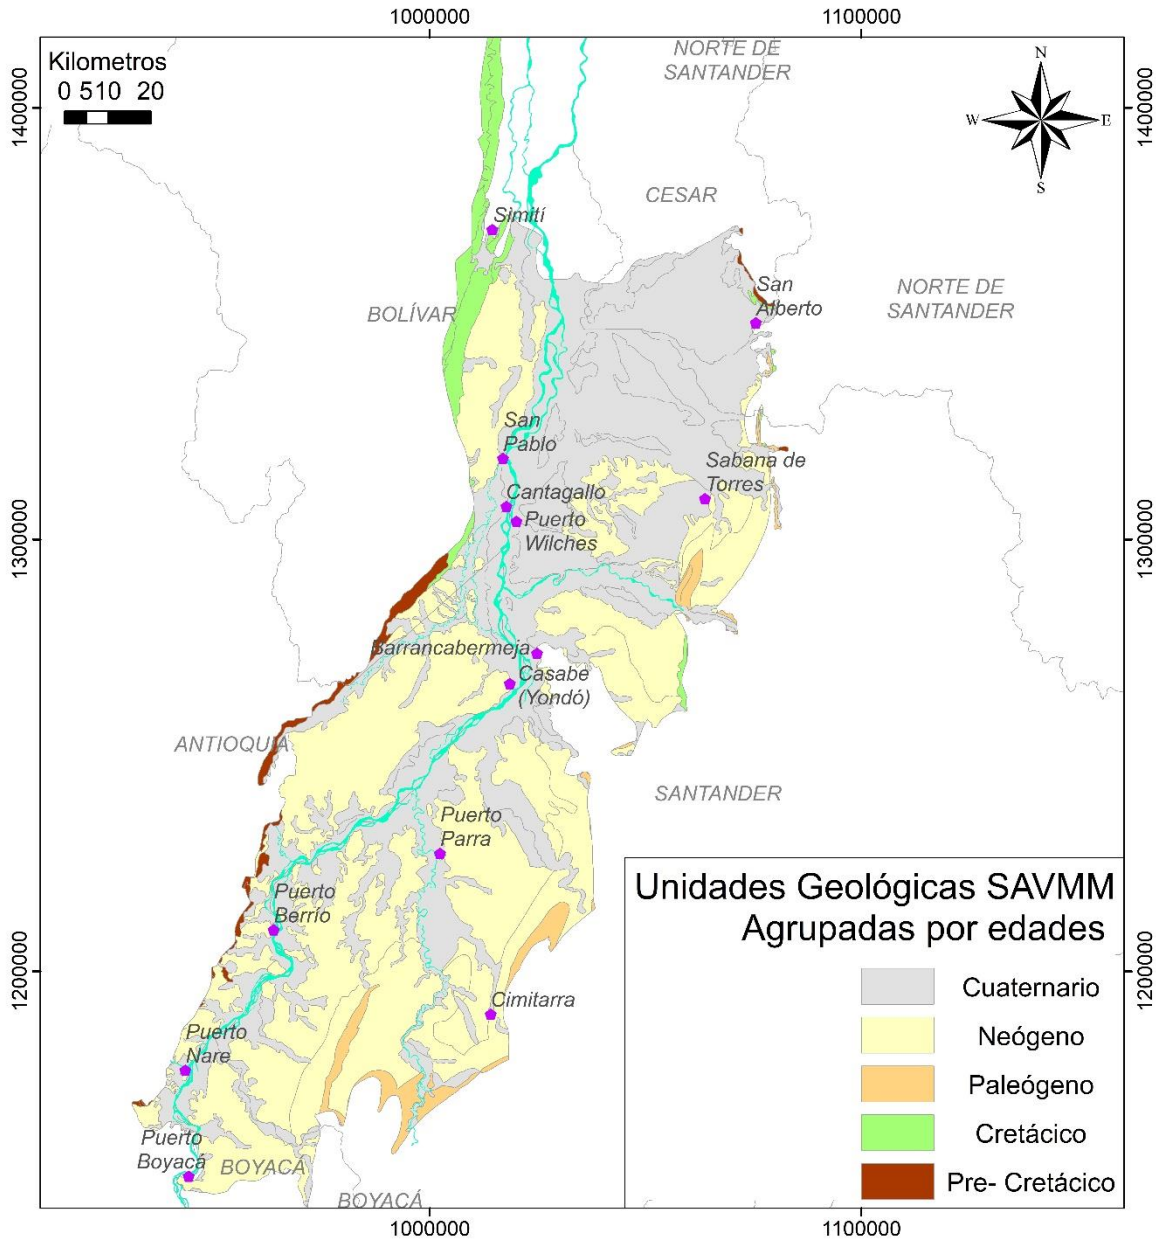 1000000
1100000
Kilometros
0 510 20
NORTE DE
SANTANDER
N
W
E
S
1400000
1400000
CESAR
Simití
BOLÍVAR
San
Alberto
NORTE DE
SANTANDER
San
Pablo
Sabana de
Torres
Cantagallo
Puerto
Wilches
1300000
1300000
Barrancabermeja
Casabe
(Yondó)
ANTIOQUIA
SANTANDER
Puerto
Parra
Puerto
Berrío
Unidades Geológicas SAVMM
Agrupadas por edades
1200000
1200000
Cuaternario
Cimitarra
Neógeno
Puerto
Nare
Paleógeno
Cretácico
Puerto
Boyacá
BOYACÁ
BOYACÁ
Pre- Cretácico
1000000
1100000